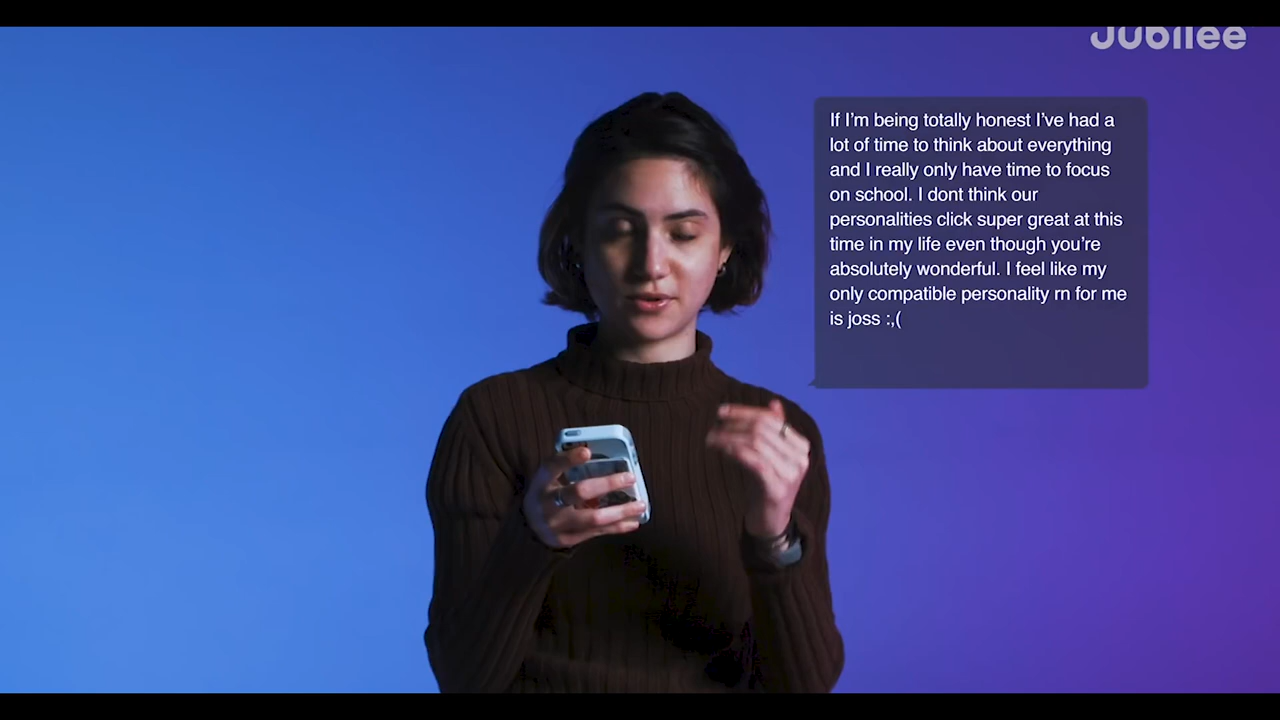 Jubilee
If I'm being totally honest I've had a
lot of time to think about everything
and I really only have time to focus
on school. I dont think our
personalities click super great at this
time in my life even though you're
absolutely wonderful. I feel like my
only compatible personality rn for me
is joss :,(